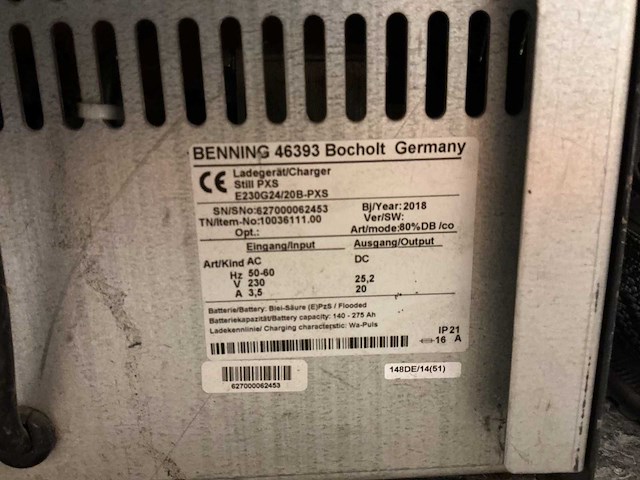 BENNING 46393 Bocholt Germany
CE Ladegerät/Charger
Still PXS
E230G24/20B-PXS
SN/SNo:627000062453 Bj/Year: 2018
TN/Item-No:10036111.00 Ver/SW:
Opt.: Art/mode:80%DB /co
Eingang/Input Ausgang/Output
Art/Kind AC DC
Hz 50-60
V 230 25,2
A 3,5 20
Batterie/Battery: Blei-Säure (E)PzS / Flooded
Batteriekapazität/Battery capacity: 140 - 275 Ah
Ladekennlinie/ Charging characterstic: Wa-Puls
IP21
16 A
627000062453
148DE/14(51)